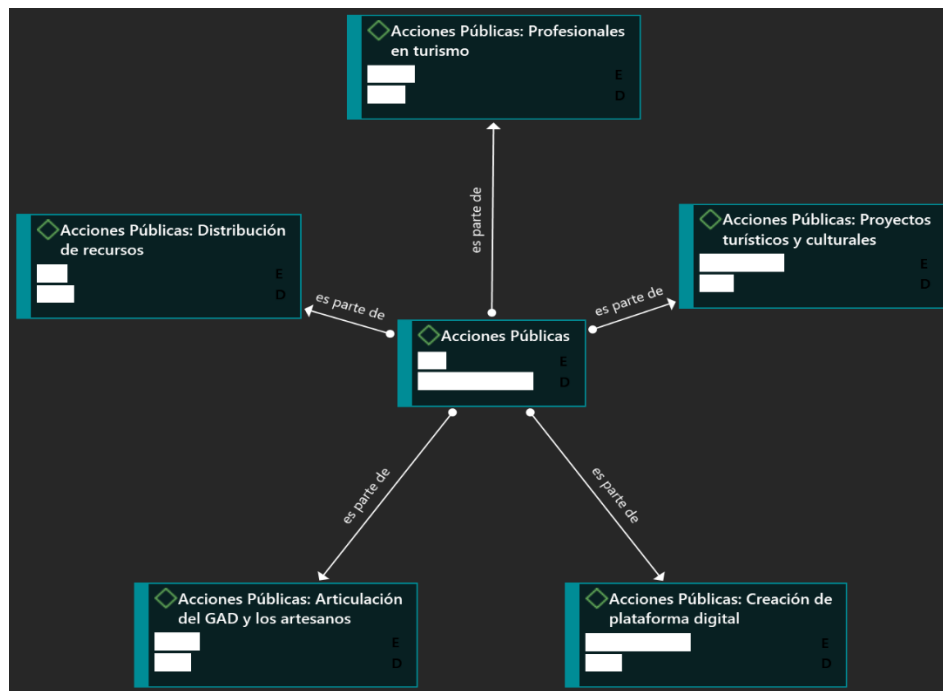 Acciones Públicas: Profesionales
en turismo
E
D
es parte de
Acciones Públicas: Distribución
de recursos
E
D
es parte de
Acciones Públicas: Proyectos
turísticos y culturales
E
D
es parte de
Acciones Públicas
E
D
es parte de
es parte de
Acciones Públicas: Articulación
del GAD y los artesanos
E
D
Acciones Públicas: Creación de
plataforma digital
E
D